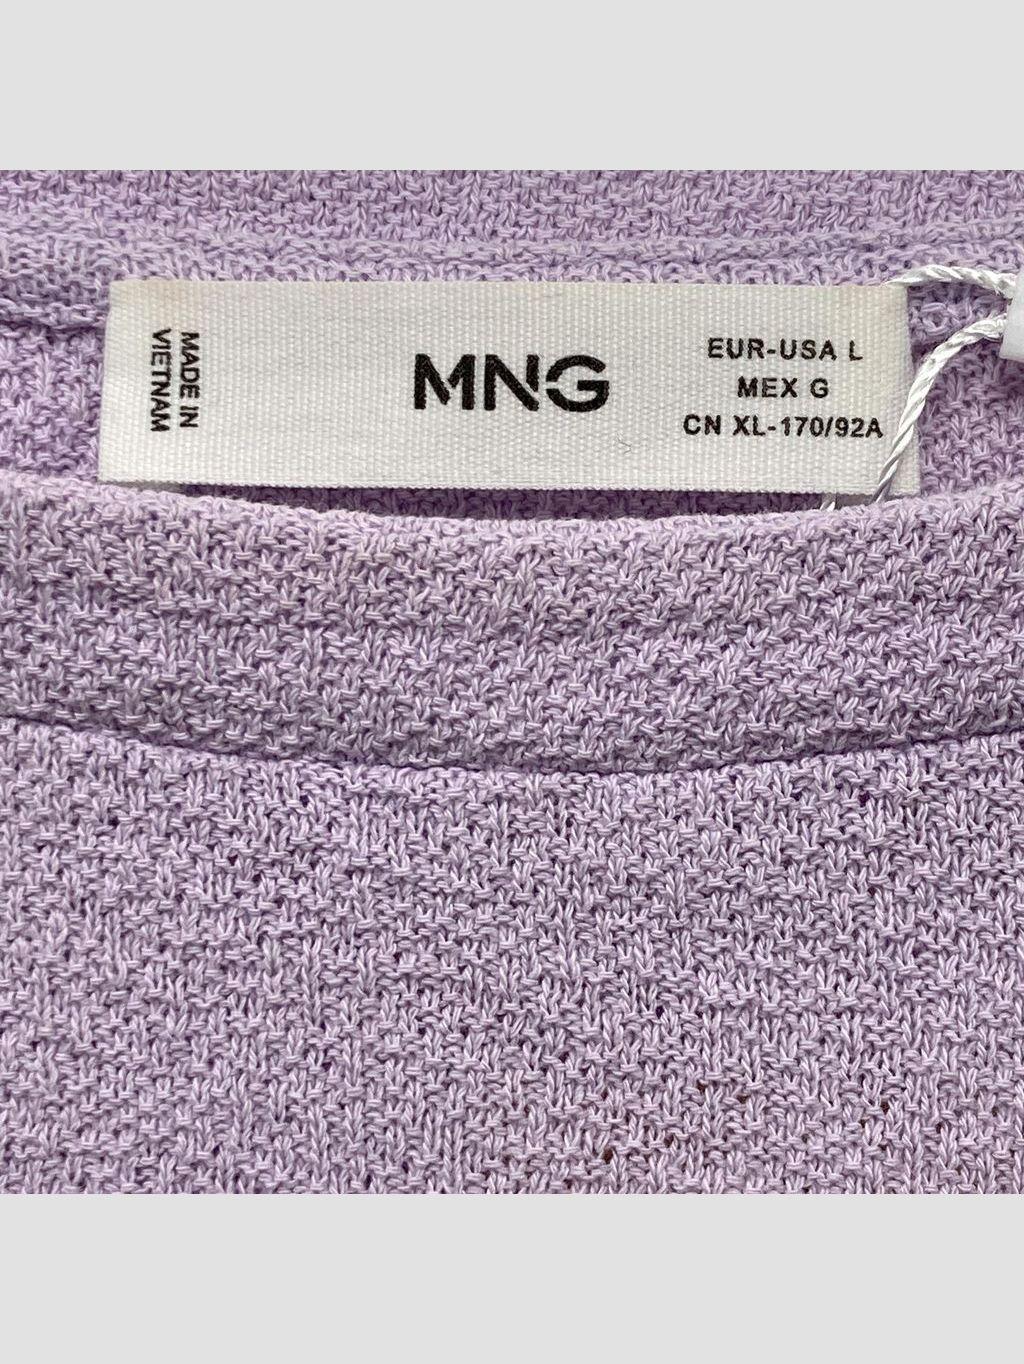 MADE IN
VIETNAM
MNG
EUR-USA L
MEX G
CN XL-170/92A